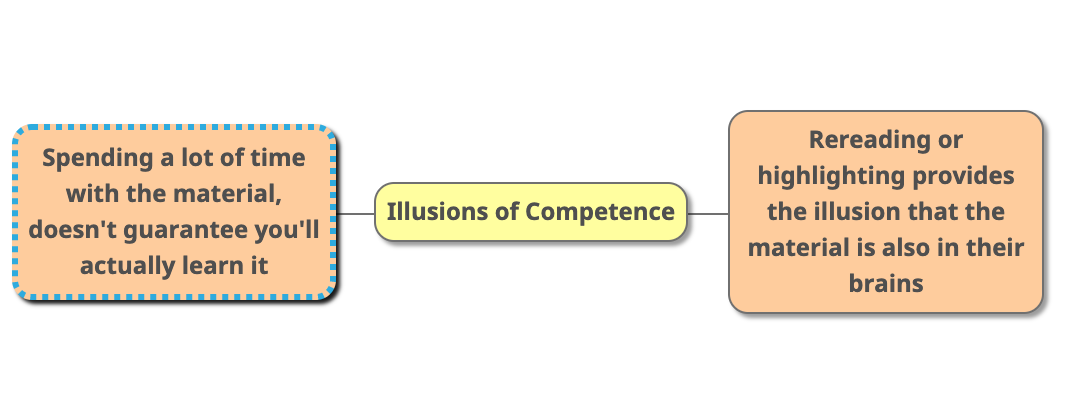 Spending a lot of time
with the material,
doesn't guarantee you'll
actually learn it
Illusions of Competence
Rereading or
highlighting provides
the illusion that the
material is also in their
brains